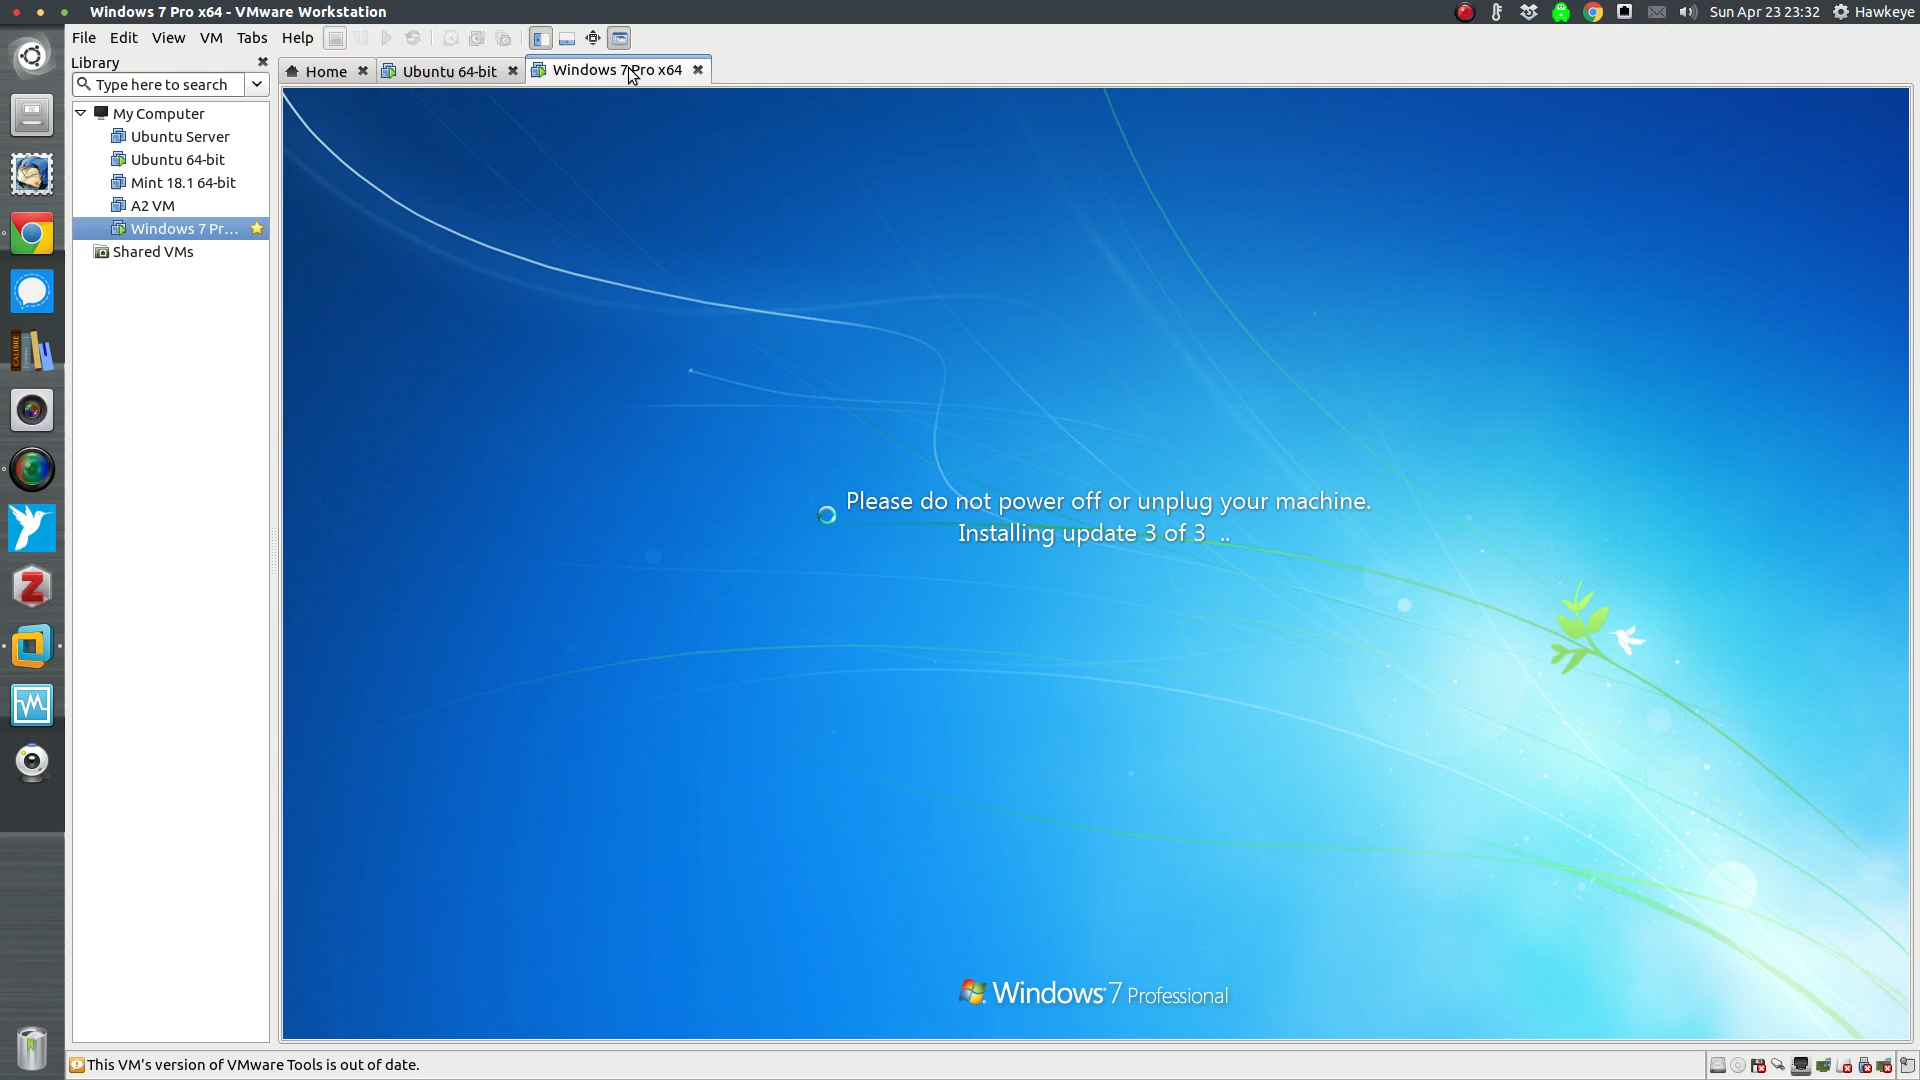 Windows 7 Pro x64 - VMware Workstation
Sun Apr 23 23:32
Hawkeye
File Edit View VM Tabs Help
Library
Type here to search
Home
Ubuntu 64-bit
Windows 7 Pro x64
My Computer
Ubuntu Server
Ubuntu 64-bit
Mint 18.1 64-bit
A2 VM
Windows 7 Pr...
Shared VMs
CALIBRE
Z
Please do not power off or unplug your machine.
Installing update 3 of 3 ..
Windows 7 Professional
This VM's version of VMware Tools is out of date.